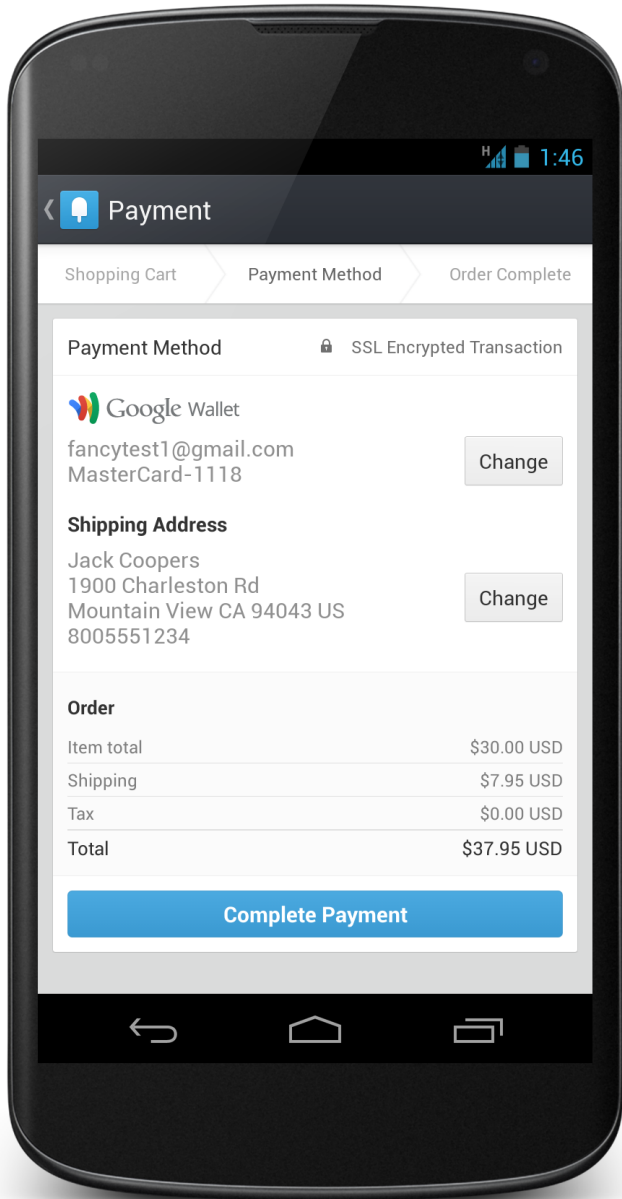 H 1:46
Payment
Shopping Cart Payment Method Order Complete
Payment Method SSL Encrypted Transaction
Google Wallet
fancytest1@gmail.com
MasterCard-1118
Change
Shipping Address
Jack Coopers
1900 Charleston Rd
Mountain View CA 94043 US
8005551234
Change
Order
Item total $30.00 USD
Shipping $7.95 USD
Tax $0.00 USD
Total $37.95 USD
Complete Payment